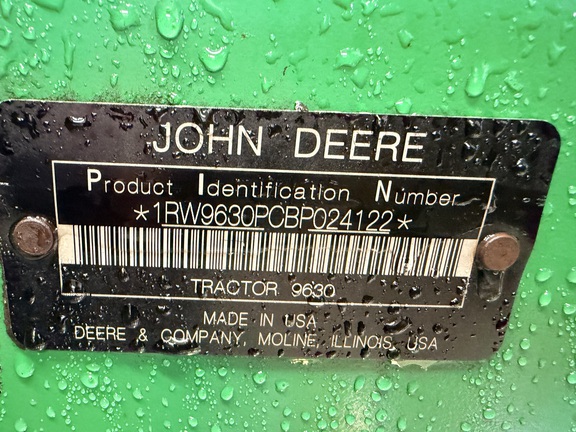 JOHN DEERE
Product Identification Number
*1RW9630PCBP024122*
TRACTOR 9630
MADE IN USA
DEERE & COMPANY, MOLINE, ILLINOIS, USA